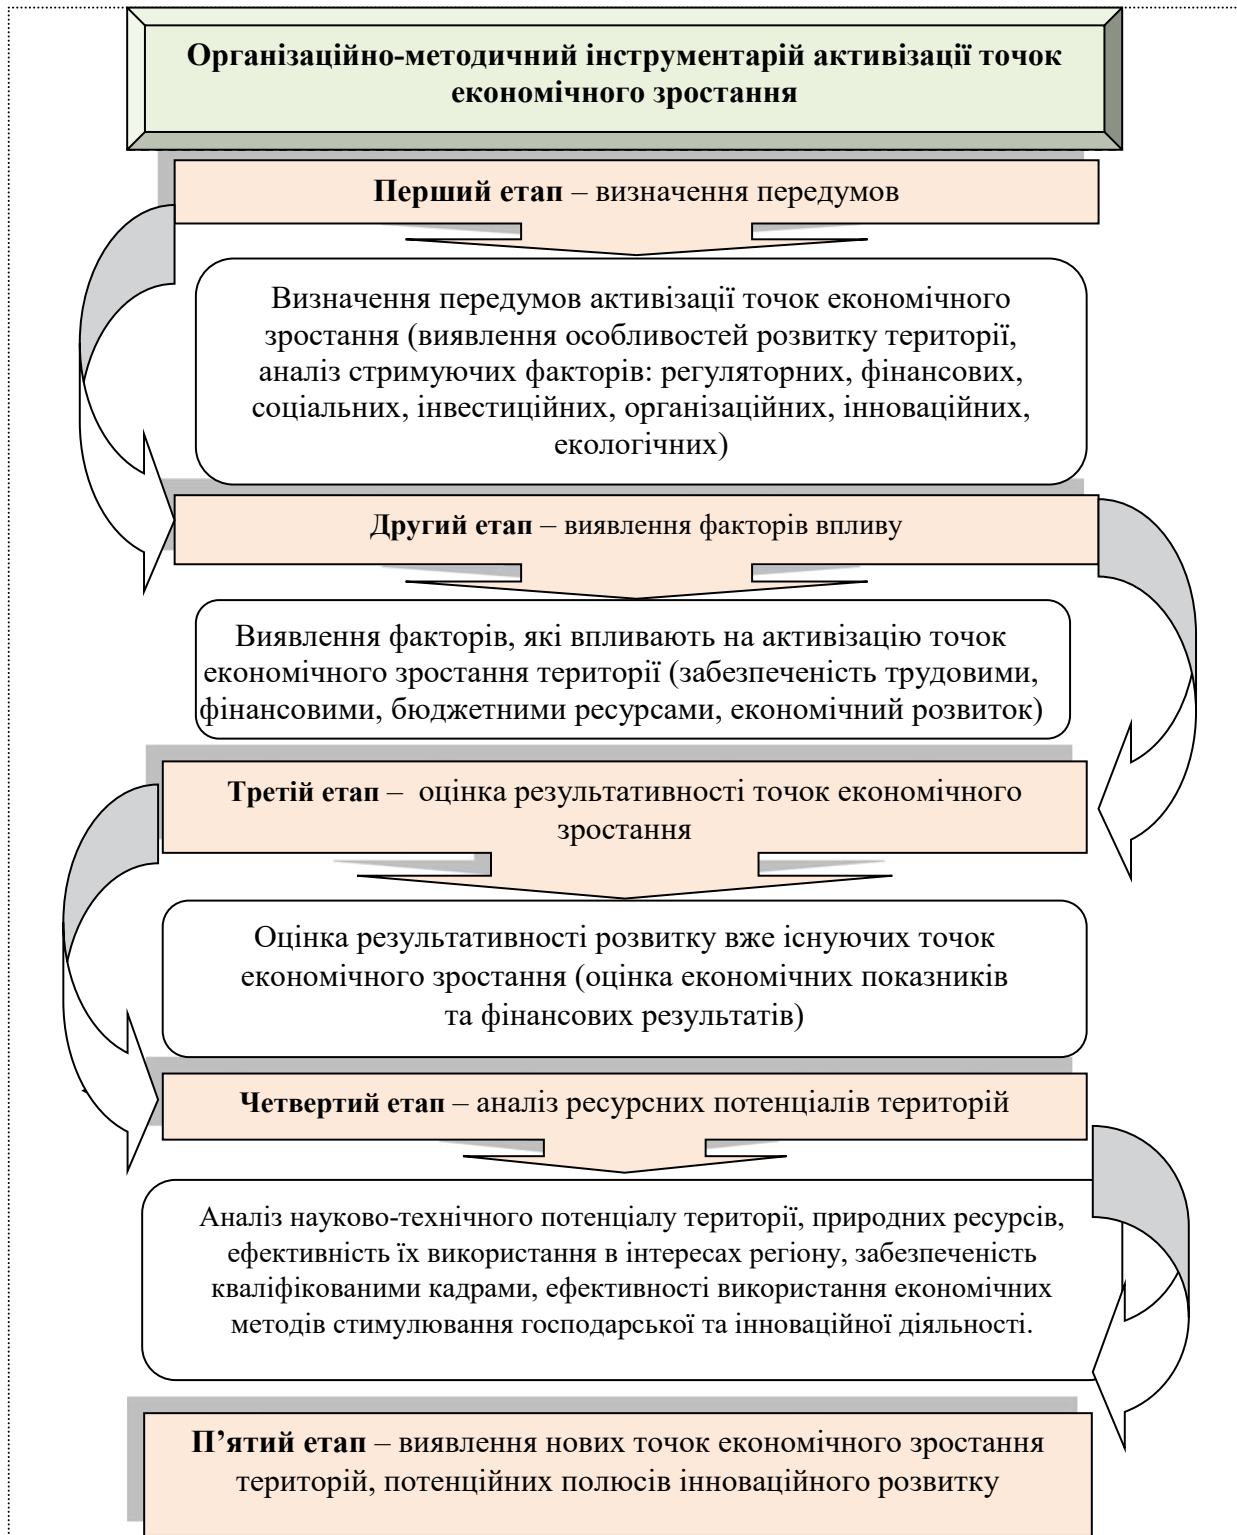 Організаційно-методичний інструментарій активізації точок
економічного зростання
Перший етап – визначення передумов
Визначення передумов активізації точок економічного
зростання (виявлення особливостей розвитку території,
аналіз стримуючих факторів: регуляторних, фінансових,
соціальних, інвестиційних, організаційних, інноваційних,
екологічних)
Другий етап – виявлення факторів впливу
Виявлення факторів, які впливають на активізацію точок
економічного зростання території (забезпеченість трудовими,
фінансовими, бюджетними ресурсами, економічний розвиток)
Третій етап – оцінка результативності точок економічного
зростання
Оцінка результативності розвитку вже існуючих точок
економічного зростання (оцінка економічних показників
та фінансових результатів)
Четвертий етап – аналіз ресурсних потенціалів територій
Аналіз науково-технічного потенціалу території, природних ресурсів,
ефективність їх використання в інтересах регіону, забезпеченість
кваліфікованими кадрами, ефективності використання економічних
методів стимулювання господарської та інноваційної діяльності.
П’ятий етап – виявлення нових точок економічного зростання
територій, потенційних полюсів інноваційного розвитку